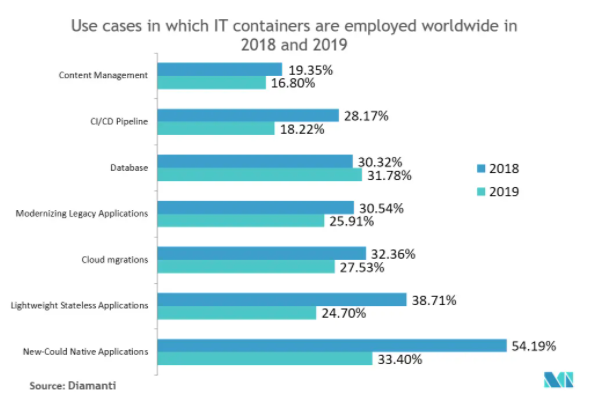 Use cases in which IT containers are employed worldwide in
2018 and 2019
Content Management
19.35%
16.80%
CI/CD Pipeline
28.17%
18.22%
Database
30.32%
31.78%
Modernizing Legacy Applications
30.54%
25.91%
Cloud mgrations
32.36%
27.53%
Lightweight Stateless Applications
38.71%
24.70%
New-Could Native Applications
54.19%
33.40%
2018
2019
Source: Diamanti